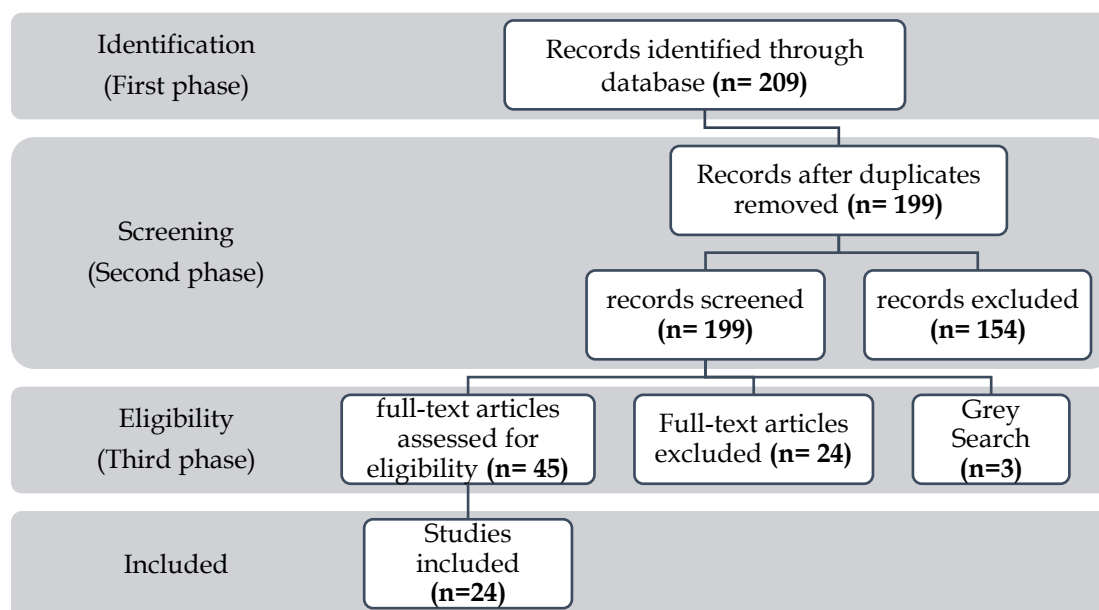 Identification
(First phase)
Records identified through
database (n= 209)
Screening
(Second phase)
Records after duplicates
removed (n= 199)
records screened
(n= 199)
records excluded
(n= 154)
Eligibility
(Third phase)
full-text articles
assessed for
eligibility (n= 45)
Full-text articles
excluded (n= 24)
Grey
Search
(n=3)
Included
Studies
included
(n=24)